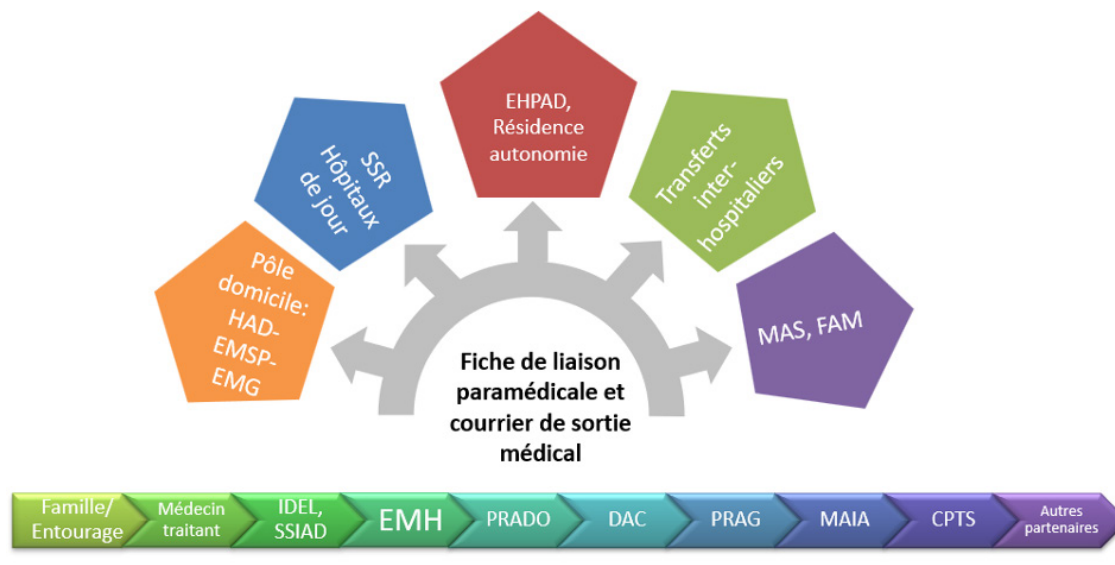 EHPAD,
Résidence
autonomie
SSR
Hôpitaux
de jour
Transferts
inter-
hospitaliers
Pôle
domicile:
HAD-
EMSP-
EMG
MAS, FAM
Fiche de liaison
paramédicale et
courrier de sortie
médical
Famille/
Entourage
Médecin
traitant
IDEL,
SSIAD
EMH
PRADO
DAC
PRAG
MAIA
CPTS
Autres
partenaires